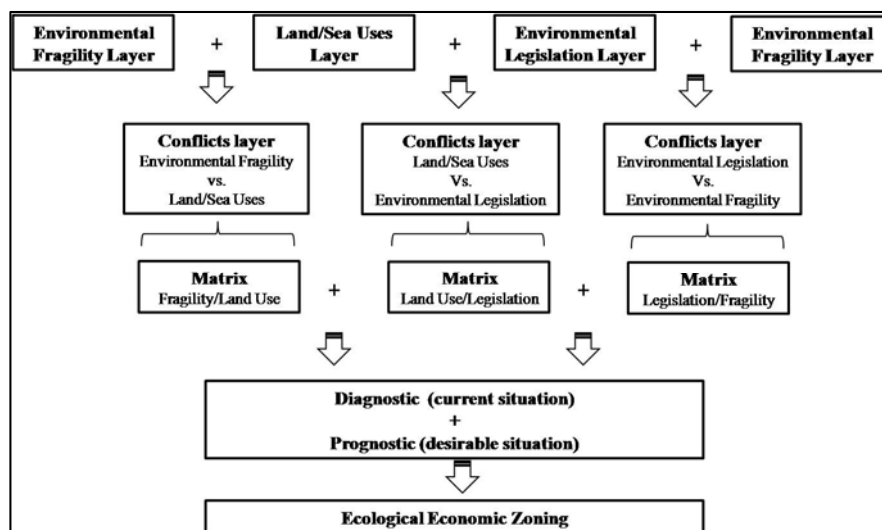 Environmental
Fragility Layer
+
Land/Sea Uses
Layer
+
Environmental
Legislation Layer
+
Environmental
Fragility Layer
Conflicts layer
Environmental Fragility
vs.
Land/Sea Uses
Conflicts layer
Land/Sea Uses
Vs.
Environmental Legislation
Conflicts layer
Environmental Legislation
Vs.
Environmental Fragility
Matrix
Fragility/Land Use
+
Matrix
Land Use/Legislation
+
Matrix
Legislation/Fragility
Diagnostic (current situation)
+
Prognostic (desirable situation)
Ecological Economic Zoning